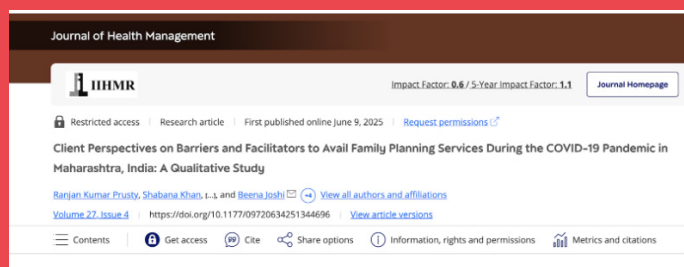 Journal of Health Management
IIHMR
Impact Factor: 0.6 / 5-Year Impact Factor: 1.1
Journal Homepage
Restricted access | Research article | First published online June 9, 2025 | Request permissions
Client Perspectives on Barriers and Facilitators to Avail Family Planning Services During the COVID-19 Pandemic in
Maharashtra, India: A Qualitative Study
Ranjan Kumar Prusty, Shabana Khan, [...], and Beena Joshi +4 View all authors and affiliations
Volume 27, Issue 4 | https://doi.org/10.1177/09720634251344696 | View article versions
Contents Get access Cite Share options Information, rights and permissions Metrics and citations